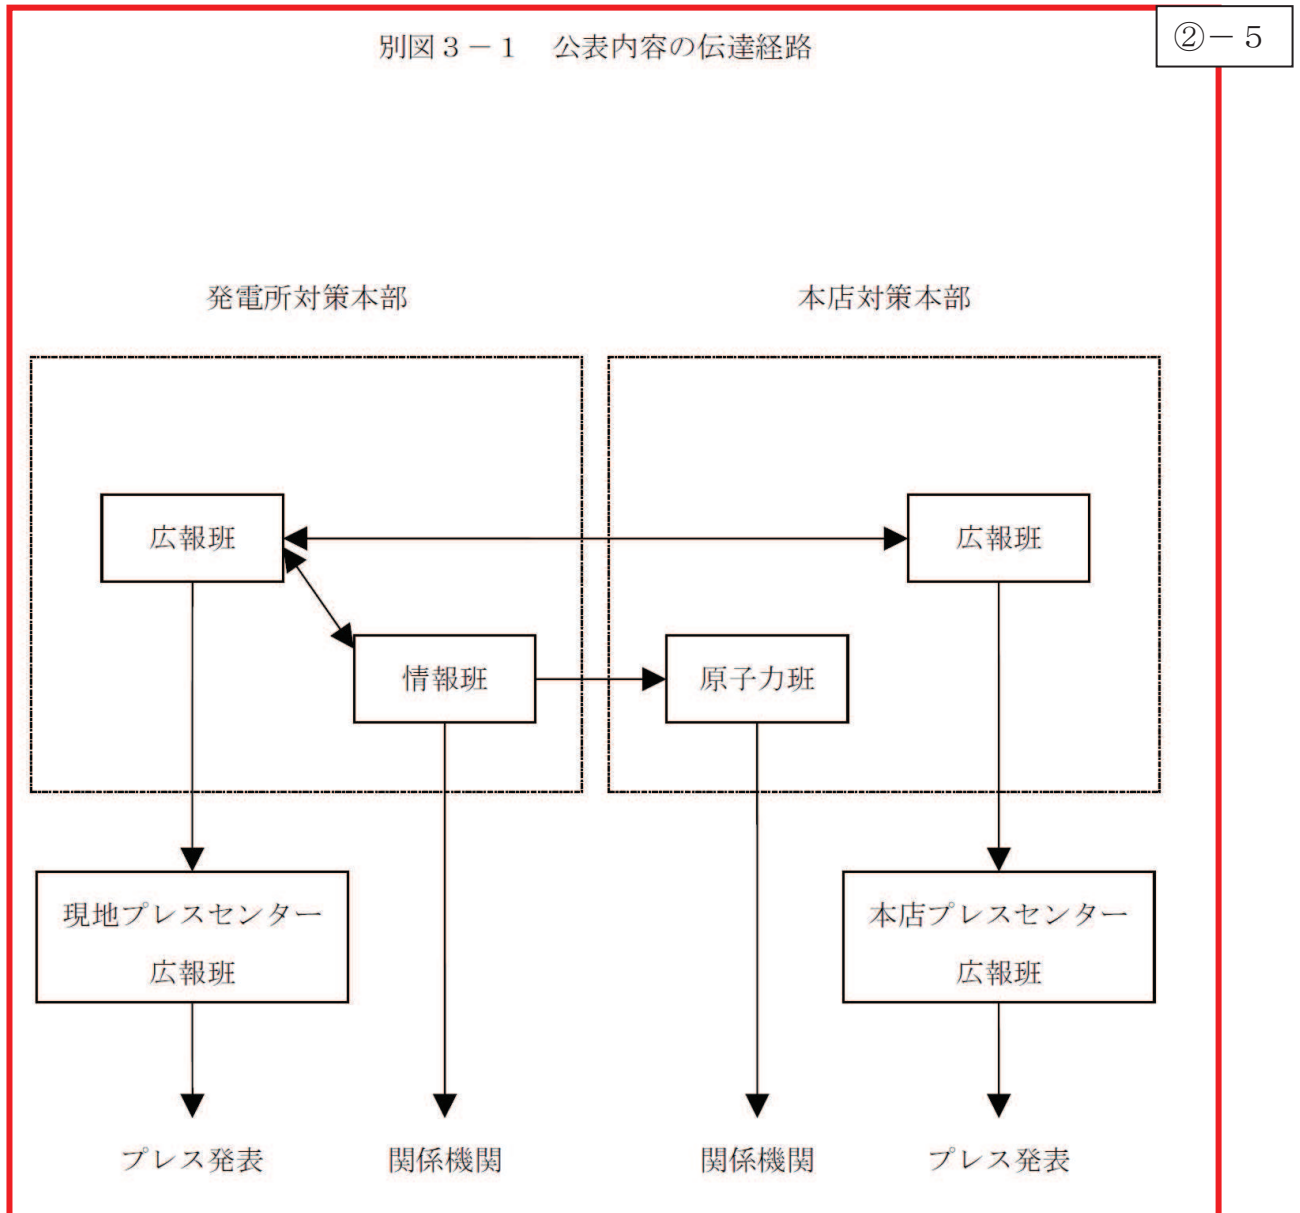 ②－５
別図３－１　公表内容の伝達経路
発電所対策本部
本店対策本部
広報班
広報班
情報班
原子力班
現地プレスセンター
広報班
本店プレスセンター
広報班
プレス発表
関係機関
関係機関
プレス発表